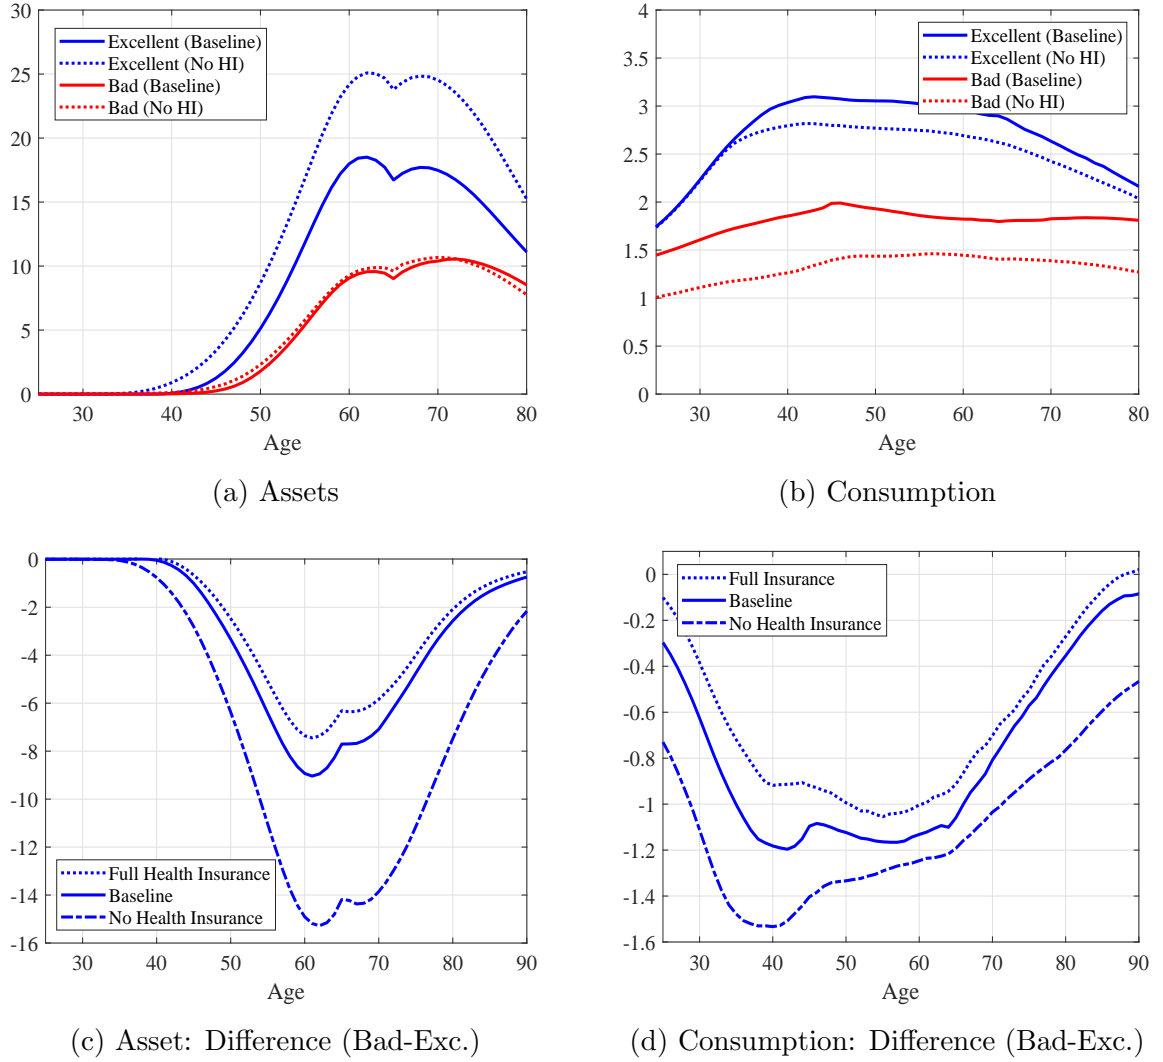 30
25
20
15
10
5
0
Excellent (Baseline)
Excellent (No HI)
Bad (Baseline)
Bad (No HI)
30 40 50 60 70 80
Age
(a) Assets
4
3.5
3
2.5
2
1.5
1
0.5
0
Excellent (Baseline)
Excellent (No HI)
Bad (Baseline)
Bad (No HI)
30 40 50 60 70 80
Age
(b) Consumption
0
-2
-4
-6
-8
-10
-12
-14
-16
Full Health Insurance
Baseline
No Health Insurance
30 40 50 60 70 80 90
Age
(c) Asset: Difference (Bad-Exc.)
0
-0.2
-0.4
-0.6
-0.8
-1
-1.2
-1.4
-1.6
Full Insurance
Baseline
No Health Insurance
30 40 50 60 70 80 90
Age
(d) Consumption: Difference (Bad-Exc.)